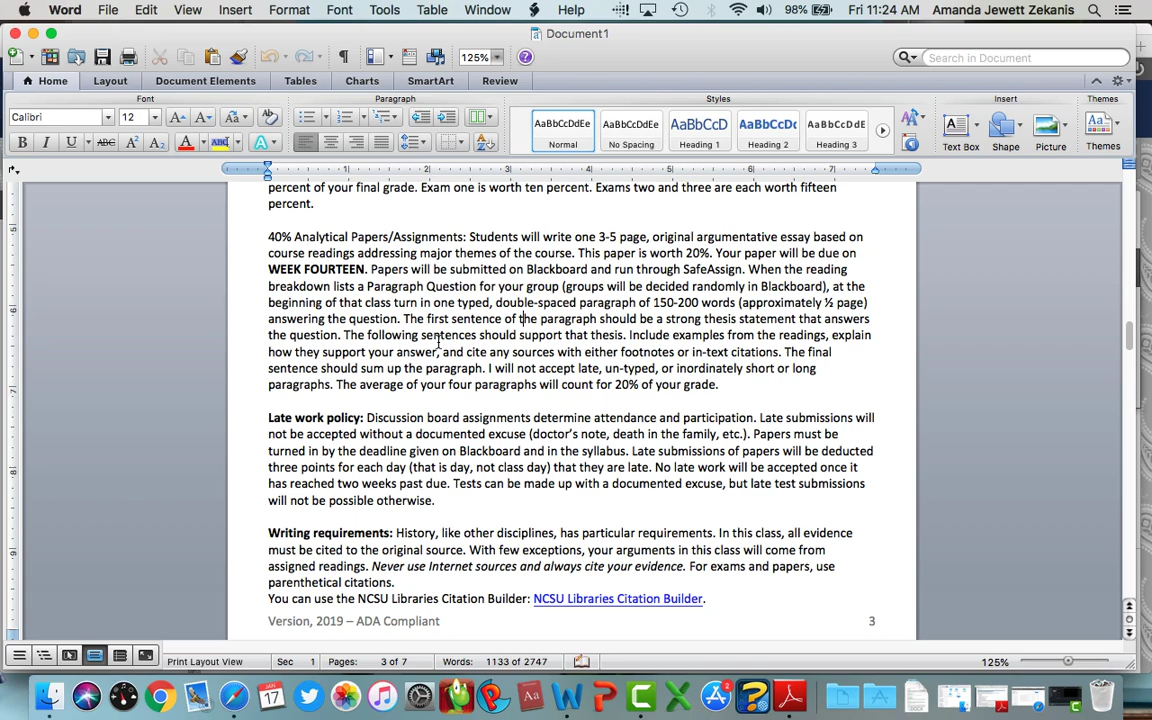 Word File Edit View Insert Format Font Tools Table Window Help 98% Fri 11:24 AM Amanda Jewett Zekanis
Document1
125% Search in Document
Home Layout Document Elements Tables Charts SmartArt Review
Font Paragraph Styles Insert Themes
Calibri 12 AaBbCcDdEe AaBbCcDdEe AaBbCcD AaBbCcDc AaBbCcDdE
Normal No Spacing Heading 1 Heading 2 Heading 3 Text Box Shape Picture Themes
percent of your final grade. Exam one is worth ten percent. Exams two and three are each worth fifteen
percent.
40% Analytical Papers/Assignments: Students will write one 3-5 page, original argumentative essay based on
course readings addressing major themes of the course. This paper is worth 20%. Your paper will be due on
WEEK FOURTEEN. Papers will be submitted on Blackboard and run through SafeAssign. When the reading
breakdown lists a Paragraph Question for your group (groups will be decided randomly in Blackboard), at the
beginning of that class turn in one typed, double-spaced paragraph of 150-200 words (approximately ½ page)
answering the question. The first sentence of the paragraph should be a strong thesis statement that answers
the question. The following sentences should support that thesis. Include examples from the readings, explain
how they support your answer, and cite any sources with either footnotes or in-text citations. The final
sentence should sum up the paragraph. I will not accept late, un-typed, or inordinately short or long
paragraphs. The average of your four paragraphs will count for 20% of your grade.
Late work policy: Discussion board assignments determine attendance and participation. Late submissions will
not be accepted without a documented excuse (doctor's note, death in the family, etc.). Papers must be
turned in by the deadline given on Blackboard and in the syllabus. Late submissions of papers will be deducted
three points for each day (that is day, not class day) that they are late. No late work will be accepted once it
has reached two weeks past due. Tests can be made up with a documented excuse, but late test submissions
will not be possible otherwise.
Writing requirements: History, like other disciplines, has particular requirements. In this class, all evidence
must be cited to the original source. With few exceptions, your arguments in this class will come from
assigned readings. Never use Internet sources and always cite your evidence. For exams and papers, use
parenthetical citations.
You can use the NCSU Libraries Citation Builder: NCSU Libraries Citation Builder.
Version, 2019 – ADA Compliant 3
Print Layout View Sec 1 Pages: 3 of 7 Words: 1133 of 2747 125%
JAN 17